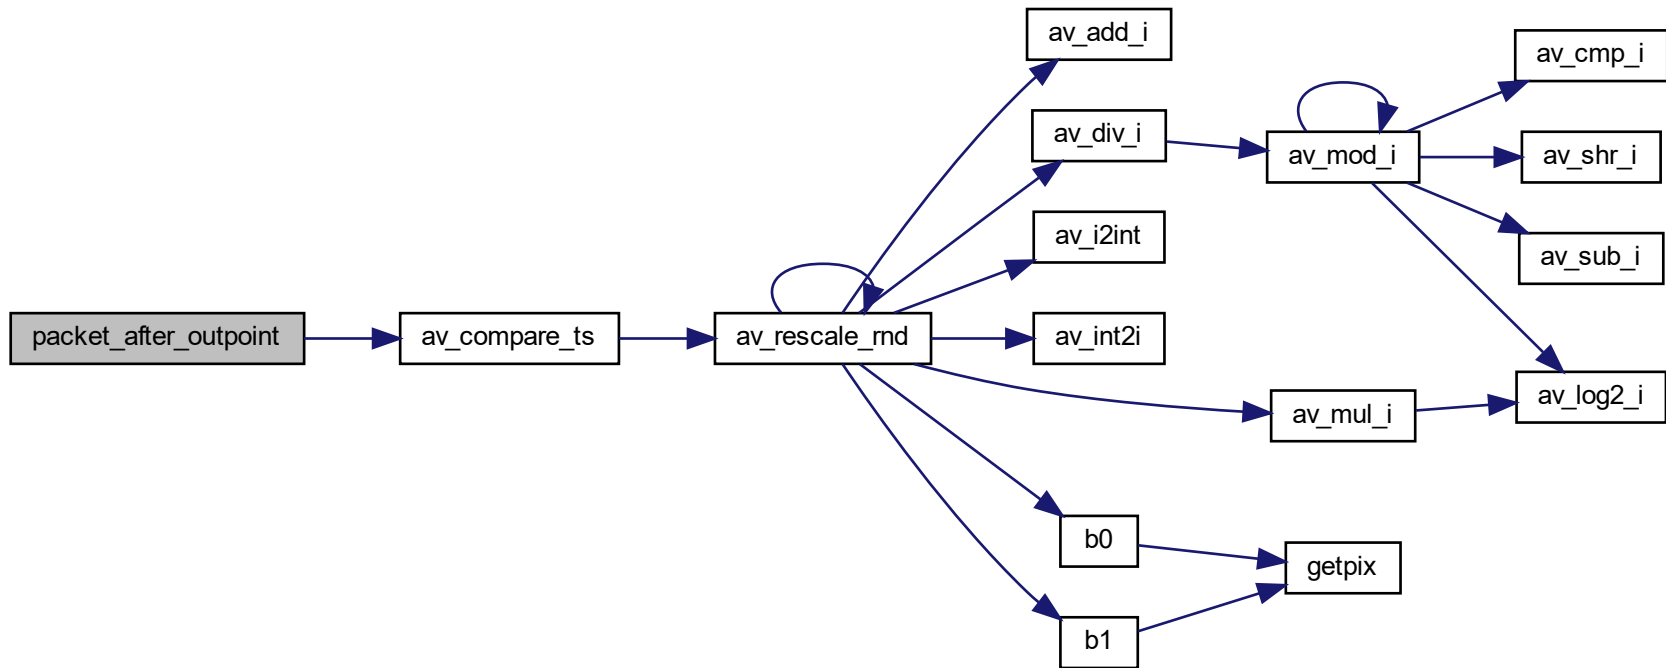 av_add_i
av_cmp_i
av_div_i
av_mod_i
av_shr_i
av_i2int
av_sub_i
packet_after_outpoint
av_compare_ts
av_rescale_rnd
av_int2i
av_mul_i
av_log2_i
b0
getpix
b1